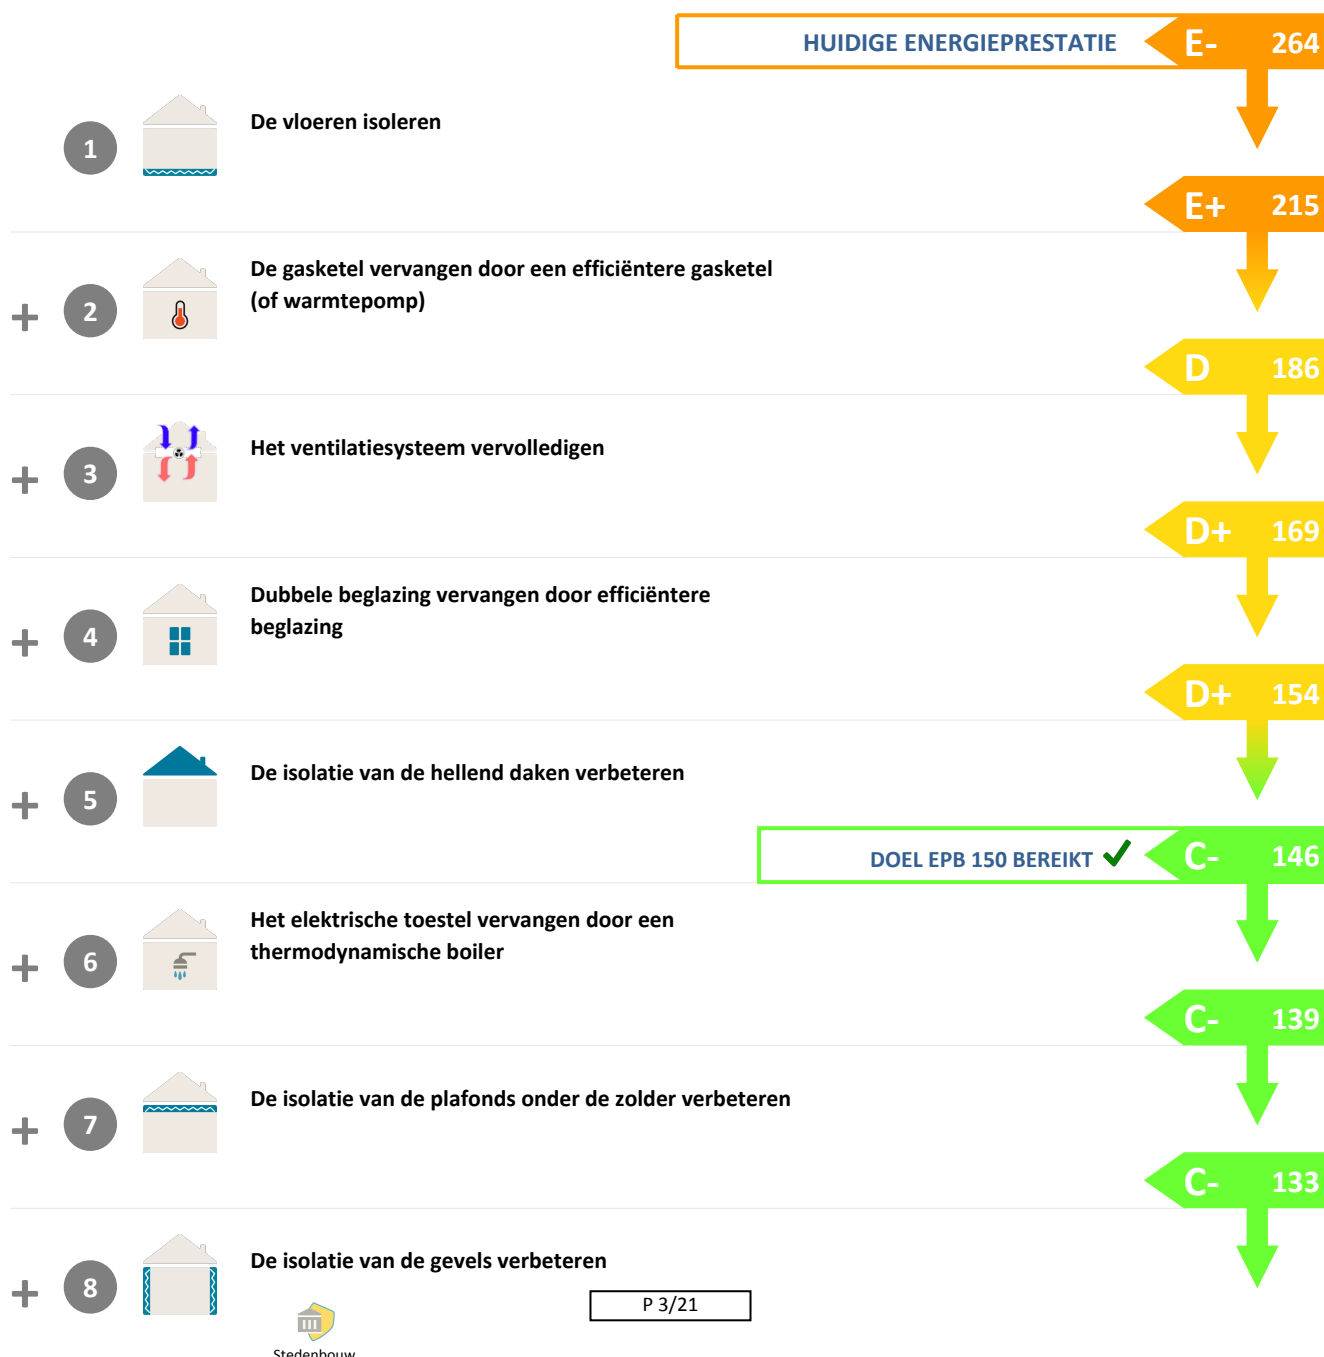 HUIDIGE ENERGIEPRESTATIE E- 264
1 De vloeren isoleren
E+ 215
+ 2 De gasketel vervangen door een efficiëntere gasketel
(of warmtepomp)
D 186
+ 3 Het ventilatiesysteem vervolledigen
D+ 169
+ 4 Dubbele beglazing vervangen door efficiëntere
beglazing
D+ 154
+ 5 De isolatie van de hellend daken verbeteren
DOEL EPB 150 BEREIKT ✓ C- 146
+ 6 Het elektrische toestel vervangen door een
thermodynamische boiler
C- 139
+ 7 De isolatie van de plafonds onder de zolder verbeteren
C- 133
+ 8 De isolatie van de gevels verbeteren
P 3/21
Stedenbouw